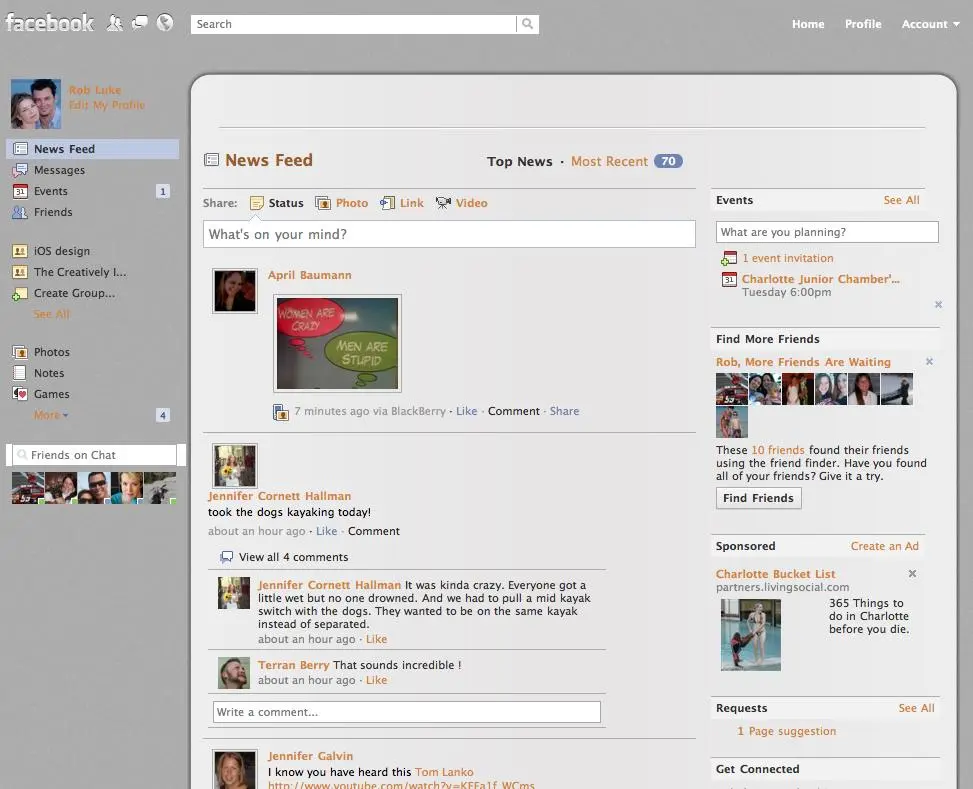 facebook
Search
Home
Profile
Account
Rob Luke
Edit My Profile
News Feed
Messages
Events 1
Friends
iOS design
The Creatively I...
Create Group...
See All
Photos
Notes
Games
More 4
Friends on Chat
News Feed
Top News · Most Recent 70
Share: Status Photo Link Video
What's on your mind?
April Baumann
WOMEN ARE
CRAZY
MEN ARE
STUPID
7 minutes ago via BlackBerry · Like · Comment · Share
Jennifer Cornett Hallman
took the dogs kayaking today!
about an hour ago · Like · Comment
View all 4 comments
Jennifer Cornett Hallman It was kinda crazy. Everyone got a
little wet but no one drowned. And we had to pull a mid kayak
switch with the dogs. They wanted to be on the same kayak
instead of separated.
about an hour ago · Like
Terran Berry That sounds incredible !
about an hour ago · Like
Write a comment...
Jennifer Galvin
I know you have heard this Tom Lanko
Events See All
What are you planning?
1 event invitation
31 Charlotte Junior Chamber'...
Tuesday 6:00pm
Find More Friends
Rob, More Friends Are Waiting
These 10 friends found their friends
using the friend finder. Have you found
all of your friends? Give it a try.
Find Friends
Sponsored Create an Ad
Charlotte Bucket List
partners.livingsocial.com
365 Things to
do in Charlotte
before you die.
Requests See All
1 Page suggestion
Get Connected